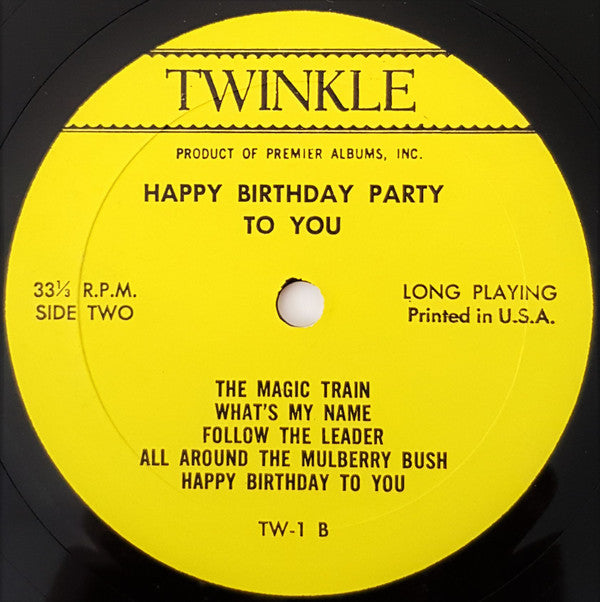 TWINKLE
PRODUCT OF PREMIER ALBUMS, INC.
HAPPY BIRTHDAY PARTY
TO YOU
33⅓ R.P.M.
SIDE TWO
LONG PLAYING
Printed in U.S.A.
THE MAGIC TRAIN
WHAT'S MY NAME
FOLLOW THE LEADER
ALL AROUND THE MULBERRY BUSH
HAPPY BIRTHDAY TO YOU
TW-1 B